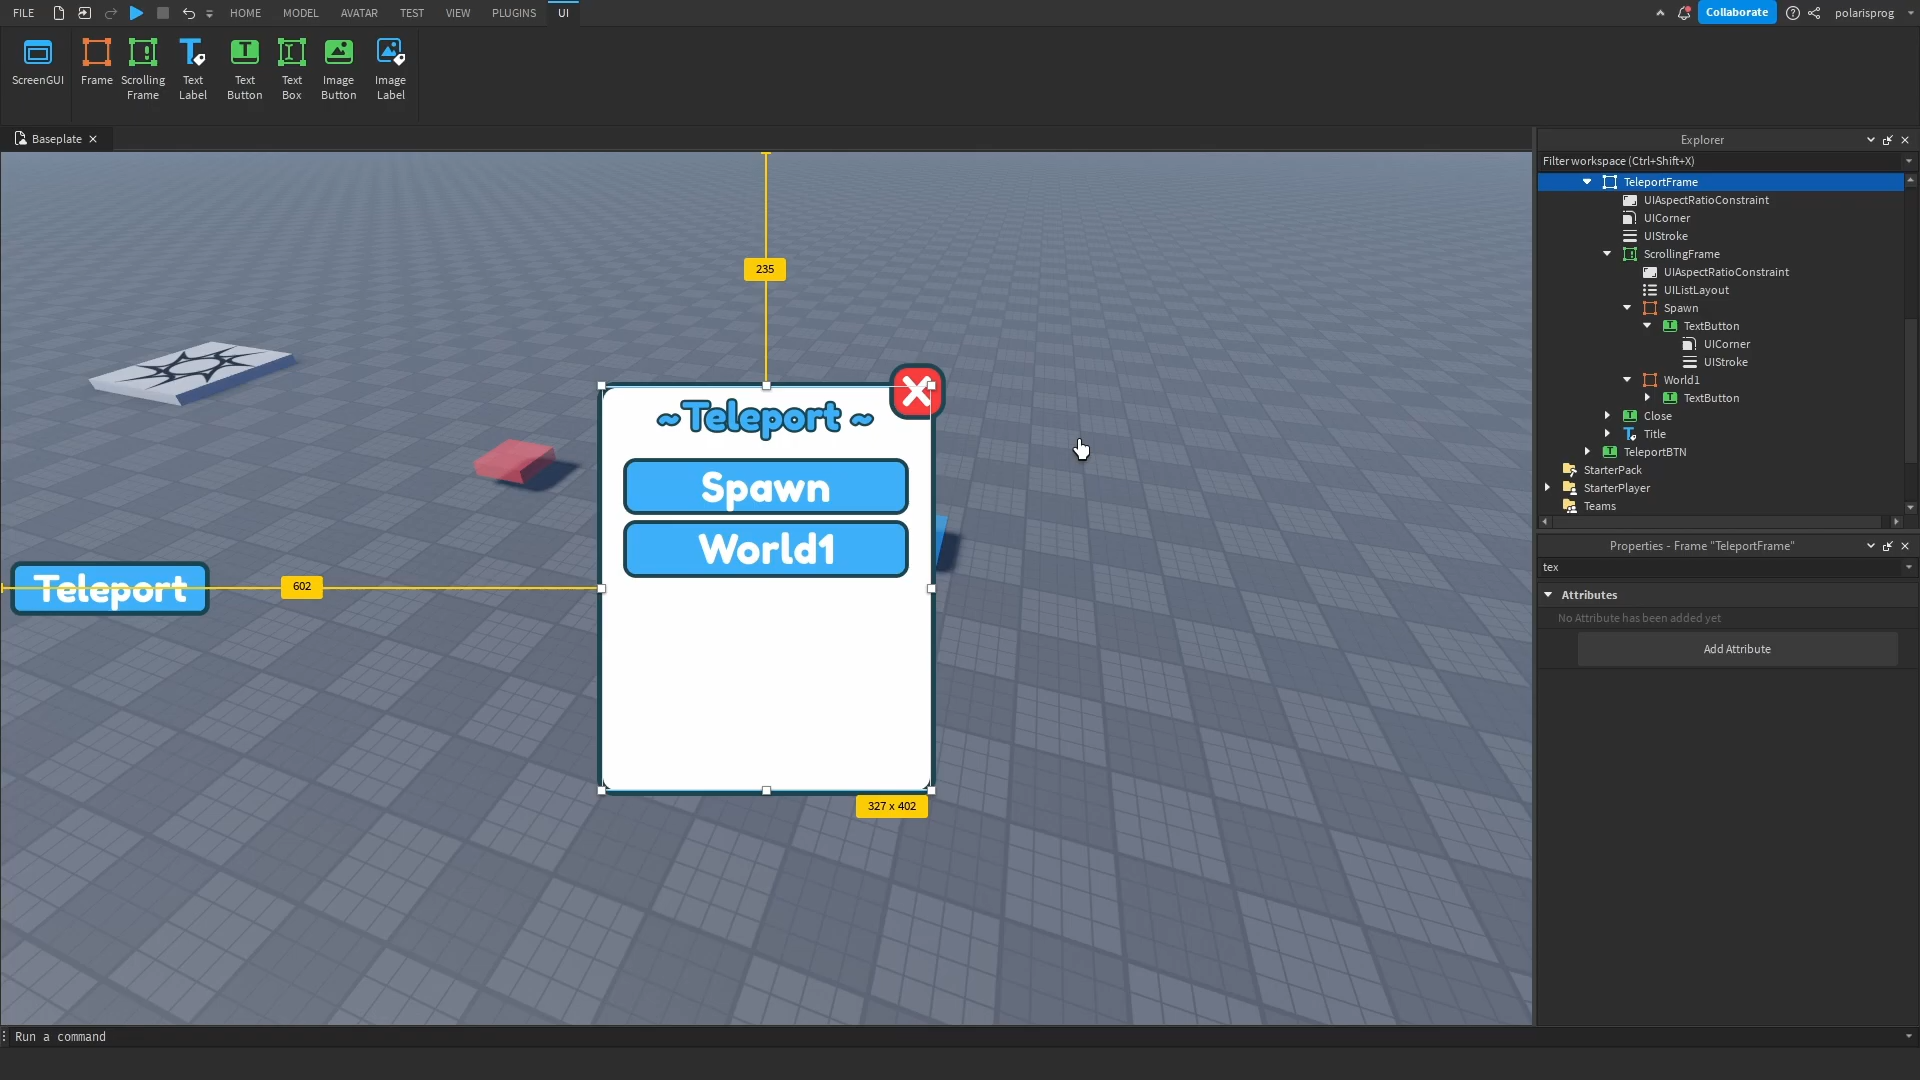 FILE
HOME
MODEL
AVATAR
TEST
VIEW
PLUGINS
UI
Collaborate
polarisprog
ScreenGUI
Frame
Scrolling
Frame
Text
Label
Text
Button
Text
Box
Image
Button
Image
Label
Baseplate
235
~Teleport ~
Spawn
World1
Teleport
602
327 x 402
Explorer
Filter workspace (Ctrl+Shift+X)
TeleportFrame
UIAspectRatioConstraint
UICorner
UIStroke
ScrollingFrame
UIAspectRatioConstraint
UIListLayout
Spawn
TextButton
UICorner
UIStroke
World1
TextButton
Close
Title
TeleportBTN
StarterPack
StarterPlayer
Teams
Properties - Frame "TeleportFrame"
tex
Attributes
No Attribute has been added yet
Add Attribute
Run a command